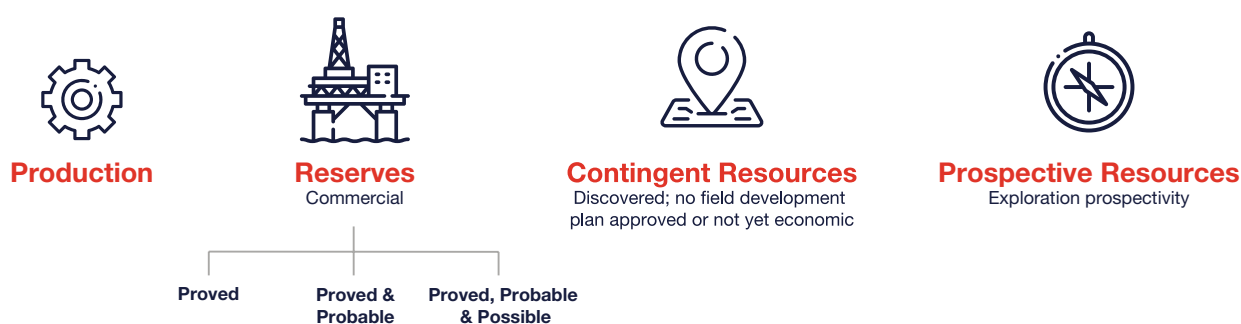 Production
Reserves
Commercial
Proved
Proved &
Probable
Proved, Probable
& Possible
Contingent Resources
Discovered; no field development
plan approved or not yet economic
Prospective Resources
Exploration prospectivity